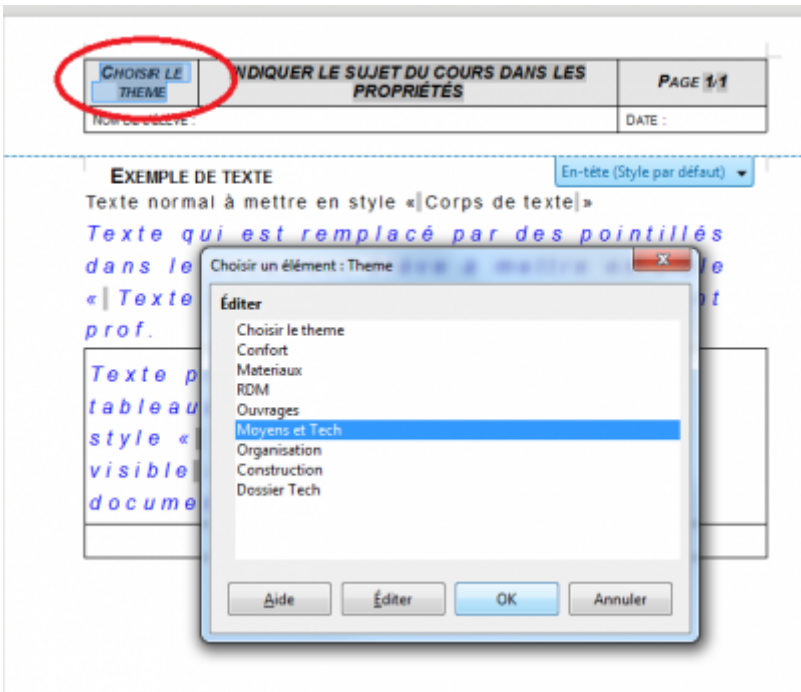 CHOISIR LE
THEME
INDIQUER LE SUJET DU COURS DANS LES
PROPRIÉTÉS
PAGE 1/1
DATE :
EXEMPLE DE TEXTE
En-tête (Style par défaut)
Texte normal à mettre en style « Corps de texte »
Texte qui est remplacé par des pointillés
dans le
« Texte
prof.
Texte
tableau
style «
visible
docume
Choisir un élément : Theme
Éditer
Choisir le theme
Confort
Materiaux
RDM
Ouvrages
Moyens et Tech
Organisation
Construction
Dossier Tech
Aide
Éditer
OK
Annuler